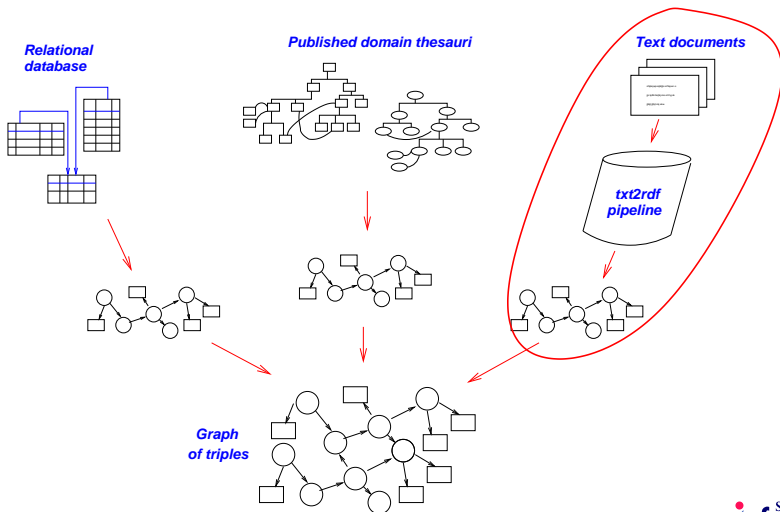 Relational
database
Published domain thesauri
Text documents
txt2rdf
pipeline
Graph
of triples